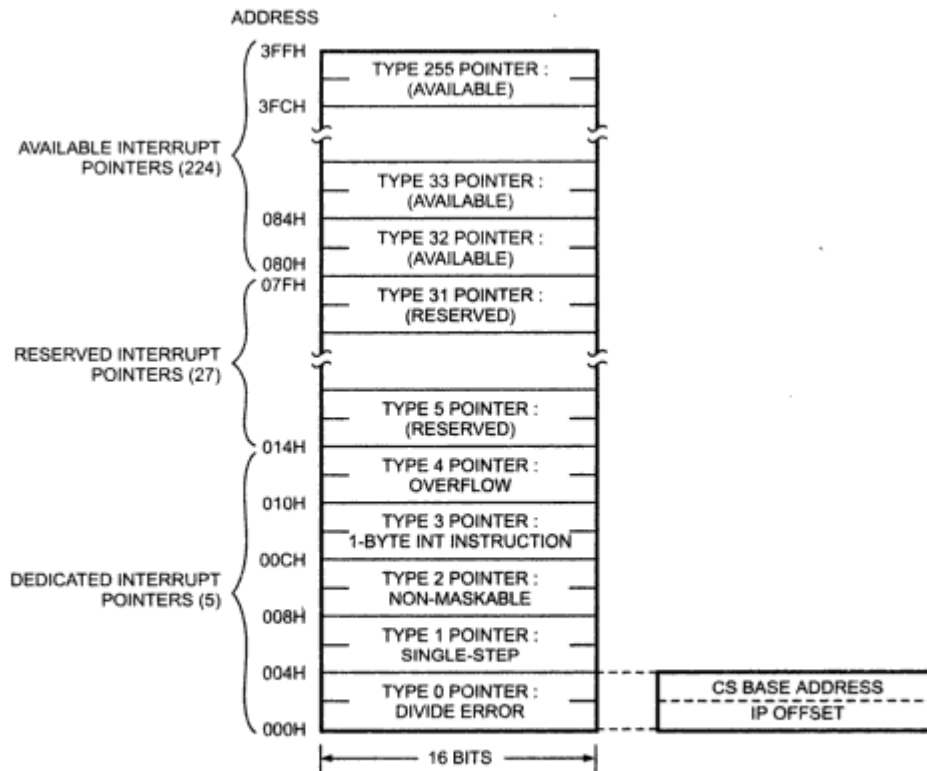 ADDRESS
3FFH
TYPE 255 POINTER :
(AVAILABLE)
3FCH
AVAILABLE INTERRUPT
POINTERS (224)
TYPE 33 POINTER :
(AVAILABLE)
084H
TYPE 32 POINTER :
(AVAILABLE)
080H
07FH
TYPE 31 POINTER :
(RESERVED)
RESERVED INTERRUPT
POINTERS (27)
TYPE 5 POINTER :
(RESERVED)
014H
TYPE 4 POINTER :
OVERFLOW
010H
TYPE 3 POINTER :
1-BYTE INT INSTRUCTION
00CH
DEDICATED INTERRUPT
POINTERS (5)
TYPE 2 POINTER :
NON-MASKABLE
008H
TYPE 1 POINTER :
SINGLE-STEP
004H
TYPE 0 POINTER :
DIVIDE ERROR
000H
CS BASE ADDRESS
IP OFFSET
16 BITS